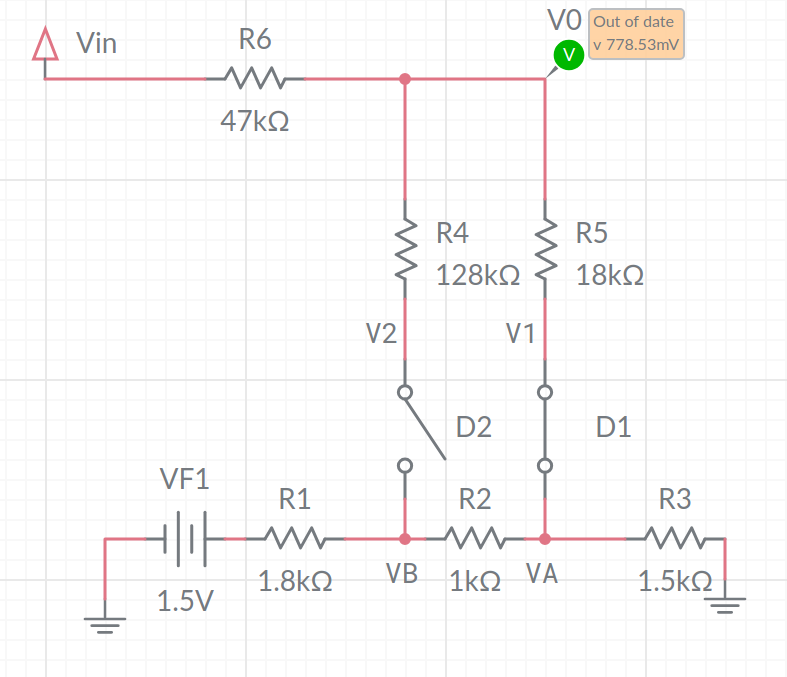 V0
Out of date
v 778.53mV
V
Vin
R6
47kΩ
R4
128kΩ
R5
18kΩ
V2
V1
D2
D1
VF1
1.5V
R1
1.8kΩ
VB
R2
1kΩ
VA
R3
1.5kΩ